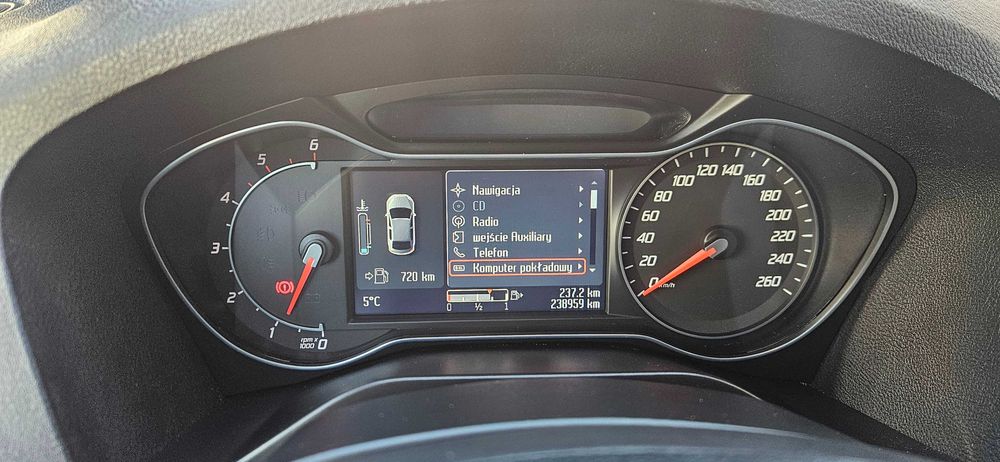 6
5
4
3
2
1
0
rpm x
1000
Nawigacja
CD
Radio
wejście Auxiliary
Telefon
Komputer pokładowy
720 km
5°C
0 ½ 1
237.2 km
238959 km
0
20
40
60
80
100
120
140
160
180
200
220
240
260
km/h